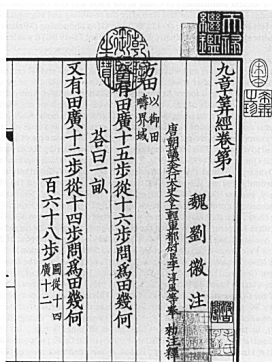 九章筭經卷第一
魏劉徽注
唐朝議大夫行太史令上輕車都尉臣李淳風等奉勑注釋
方田以御田疇界域
今有田廣十五步從十六步問爲田幾何
荅曰一畝
又有田廣十二步從十四步問爲田幾何
百六十八步圖從十四廣十二